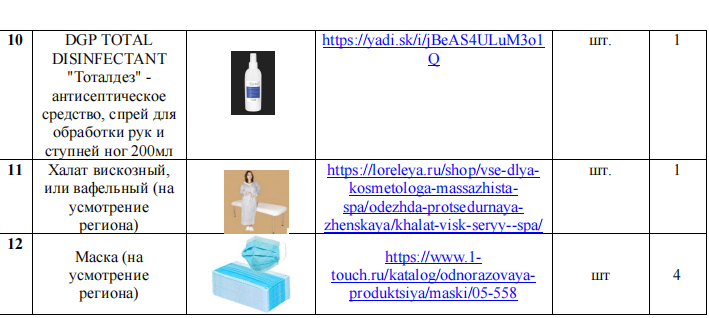 10
DGP TOTAL
DISINFECTANT
"Тоталдез" -
антисептическое
средство, спрей для
обработки рук и
ступней ног 200мл
https://yadi.sk/i/jBeAS4ULuM3o1
Q
шт.
1
11
Халат вискозный,
или вафельный (на
усмотрение
региона)
https://loreleya.ru/shop/vse-dlya-
kosmetologa-massazhista-
spa/odezhda-protsedurnaya-
zhenskaya/khalat-visk-seryy--spa/
шт.
1
12
Маска (на
усмотрение
региона)
https://www.1-
touch.ru/katalog/odnorazovaya-
produktsiya/maski/05-558
шт
4